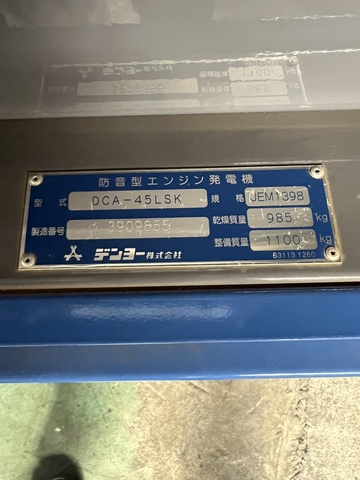 防音型エンジン発電機
型式 DCA-45LSK 規格 JEM1398
乾燥質量 985 kg
製造番号 3909855
整備質量 1100 kg
デンヨー株式会社
63113 1260